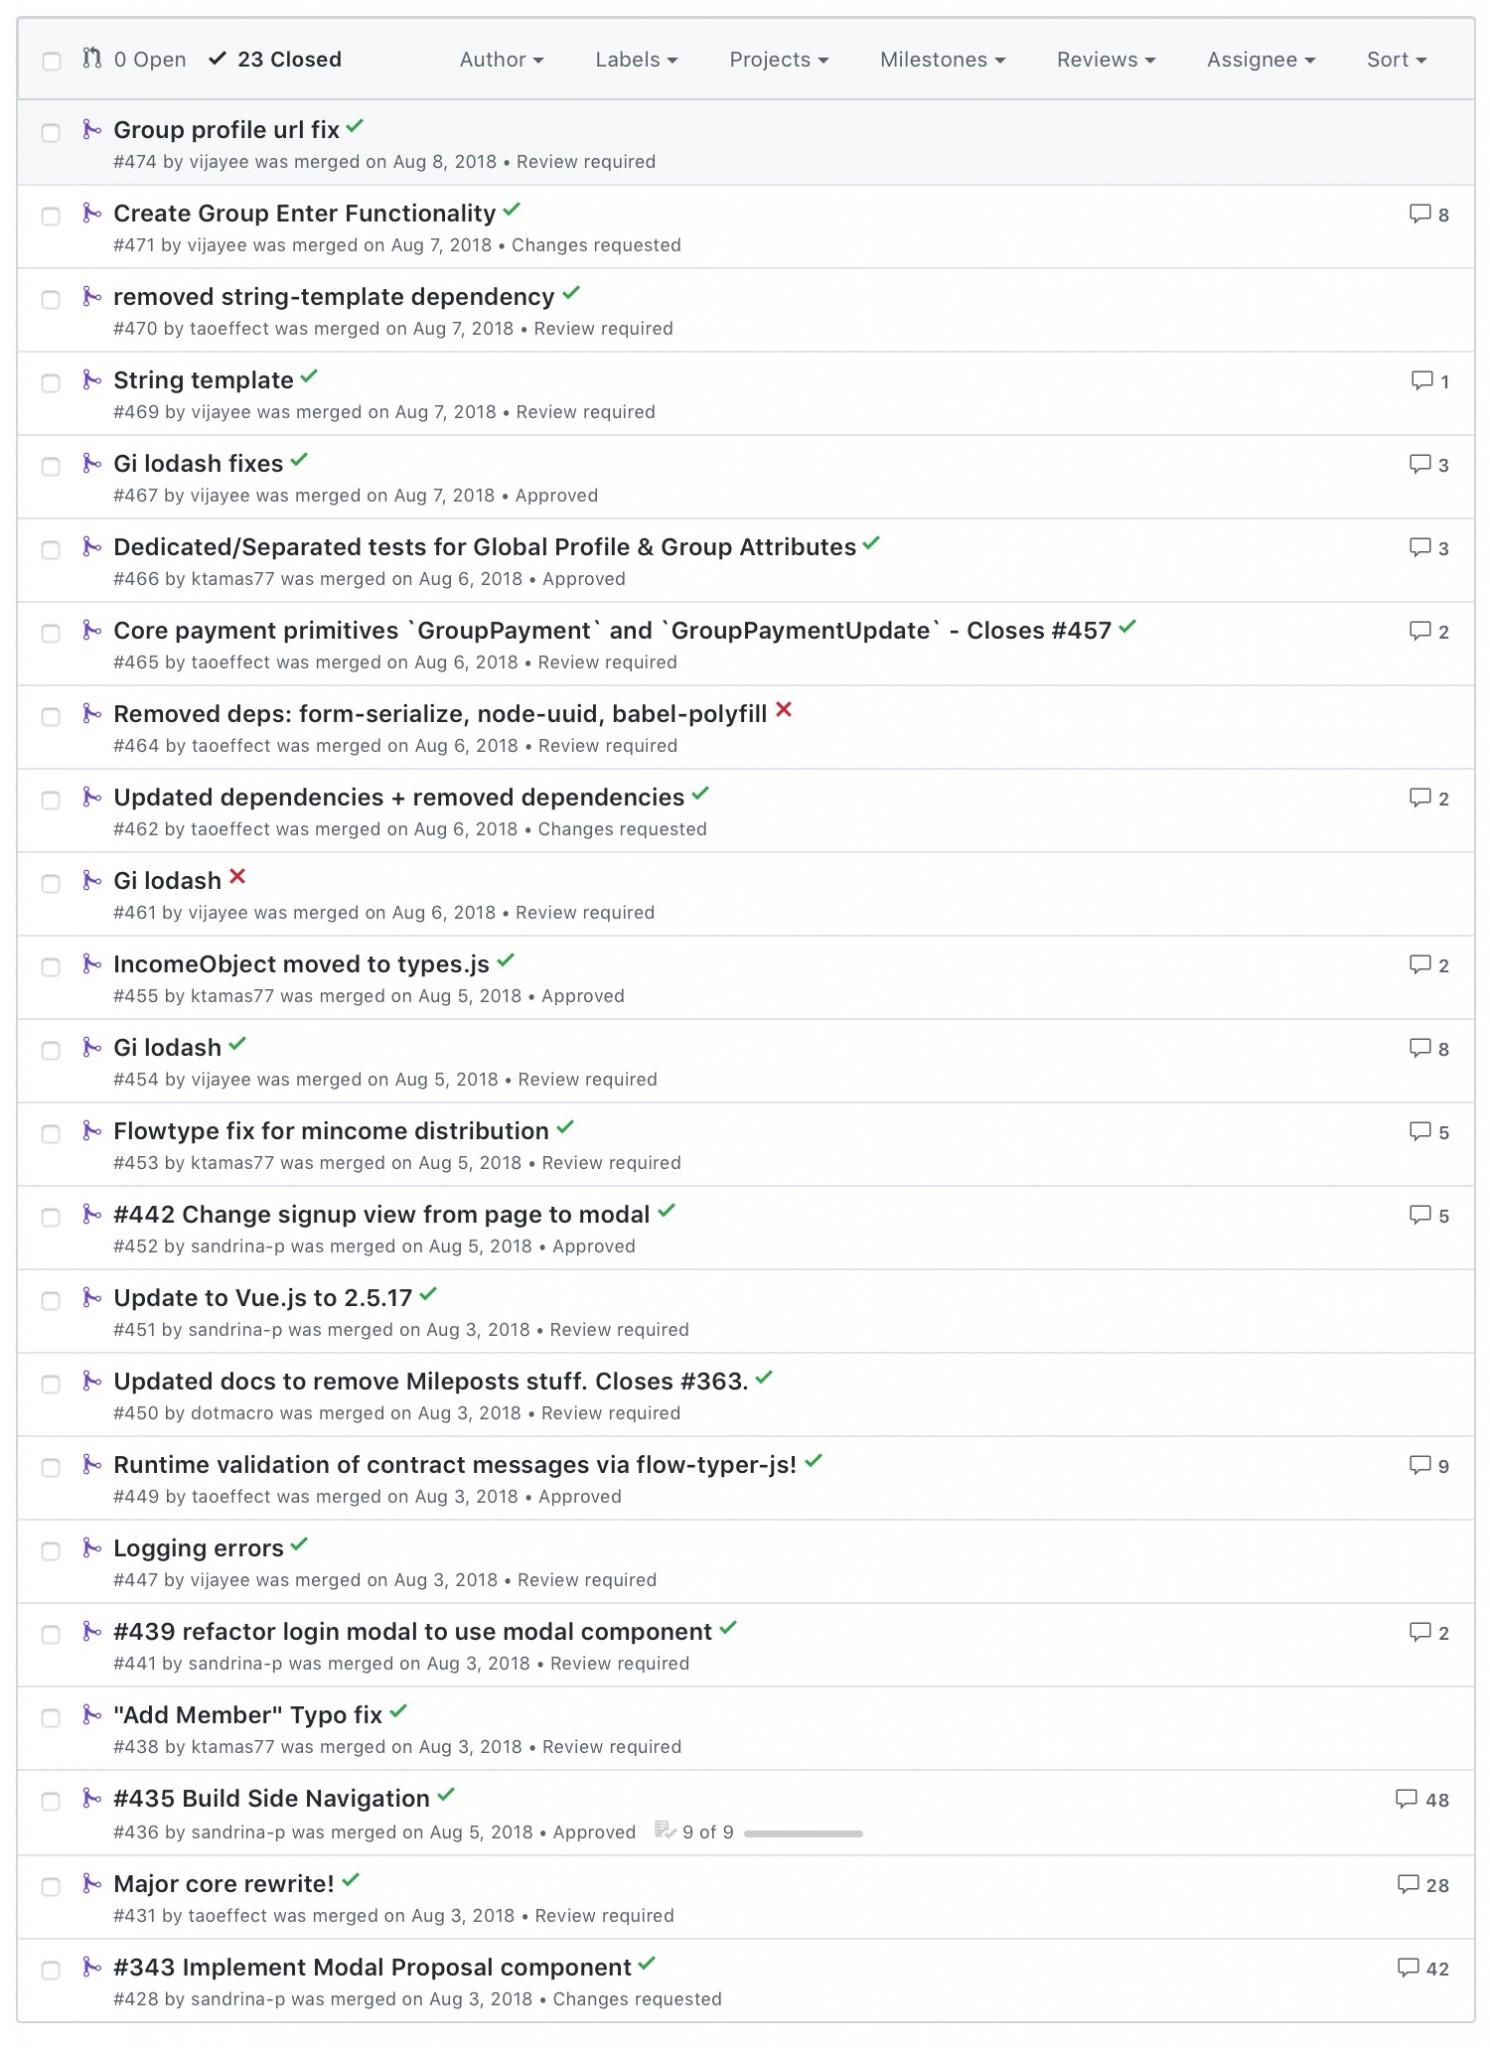 0 Open 23 Closed Author Labels Projects Milestones Reviews Assignee Sort
Group profile url fix
#474 by vijayee was merged on Aug 8, 2018 • Review required
Create Group Enter Functionality 8
#471 by vijayee was merged on Aug 7, 2018 • Changes requested
removed string-template dependency
#470 by taoeffect was merged on Aug 7, 2018 • Review required
String template 1
#469 by vijayee was merged on Aug 7, 2018 • Review required
Gi lodash fixes 3
#467 by vijayee was merged on Aug 7, 2018 • Approved
Dedicated/Separated tests for Global Profile & Group Attributes 3
#466 by ktamas77 was merged on Aug 6, 2018 • Approved
Core payment primitives `GroupPayment` and `GroupPaymentUpdate` - Closes #457 2
#465 by taoeffect was merged on Aug 6, 2018 • Review required
Removed deps: form-serialize, node-uuid, babel-polyfill
#464 by taoeffect was merged on Aug 6, 2018 • Review required
Updated dependencies + removed dependencies 2
#462 by taoeffect was merged on Aug 6, 2018 • Changes requested
Gi lodash
#461 by vijayee was merged on Aug 6, 2018 • Review required
IncomeObject moved to types.js 2
#455 by ktamas77 was merged on Aug 5, 2018 • Approved
Gi lodash 8
#454 by vijayee was merged on Aug 5, 2018 • Review required
Flowtype fix for mincome distribution 5
#453 by ktamas77 was merged on Aug 5, 2018 • Review required
#442 Change signup view from page to modal 5
#452 by sandrina-p was merged on Aug 5, 2018 • Approved
Update to Vue.js to 2.5.17
#451 by sandrina-p was merged on Aug 3, 2018 • Review required
Updated docs to remove Mileposts stuff. Closes #363.
#450 by dotmacro was merged on Aug 3, 2018 • Review required
Runtime validation of contract messages via flow-typer-js! 9
#449 by taoeffect was merged on Aug 3, 2018 • Approved
Logging errors
#447 by vijayee was merged on Aug 3, 2018 • Review required
#439 refactor login modal to use modal component 2
#441 by sandrina-p was merged on Aug 3, 2018 • Review required
"Add Member" Typo fix
#438 by ktamas77 was merged on Aug 3, 2018 • Review required
#435 Build Side Navigation 48
#436 by sandrina-p was merged on Aug 5, 2018 • Approved 9 of 9
Major core rewrite! 28
#431 by taoeffect was merged on Aug 3, 2018 • Review required
#343 Implement Modal Proposal component 42
#428 by sandrina-p was merged on Aug 3, 2018 • Changes requested